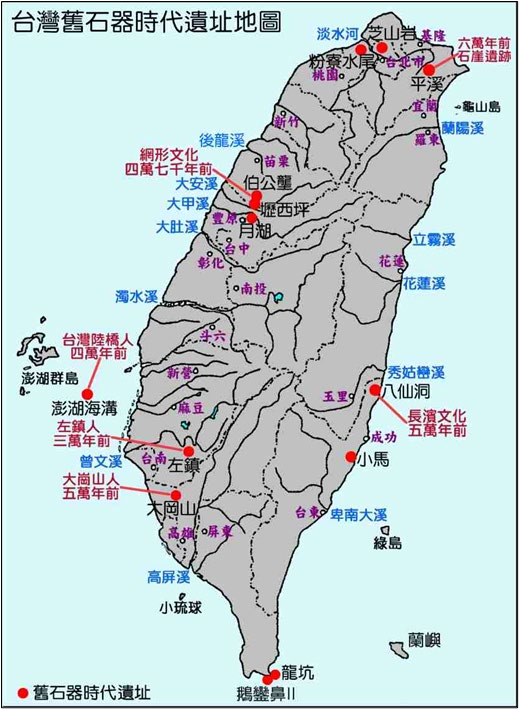 台灣舊石器時代遺址地圖
淡水河
芝山岩
基隆
六萬年前
石崖遺跡
粉寮水尾
台北市
桃園
平溪
宜蘭
龜山島
新竹
蘭陽溪
羅東
後龍溪
網形文化
四萬七千年前
苗栗
伯公壟
大安溪
壢西坪
大甲溪
豐原
月湖
大肚溪
台中
立霧溪
彰化
花蓮
花蓮溪
南投
濁水溪
台灣陸橋人
四萬年前
斗六
澎湖群島
新營
秀姑巒溪
玉里
八仙洞
澎湖海溝
麻豆
長濱文化
五萬年前
左鎮人
三萬年前
成功
曾文溪
台南
左鎮
小馬
大崗山人
五萬年前
大岡山
台東
卑南大溪
高雄
屏東
綠島
高屏溪
小琉球
蘭嶼
龍坑
鵝鑾鼻II
舊石器時代遺址